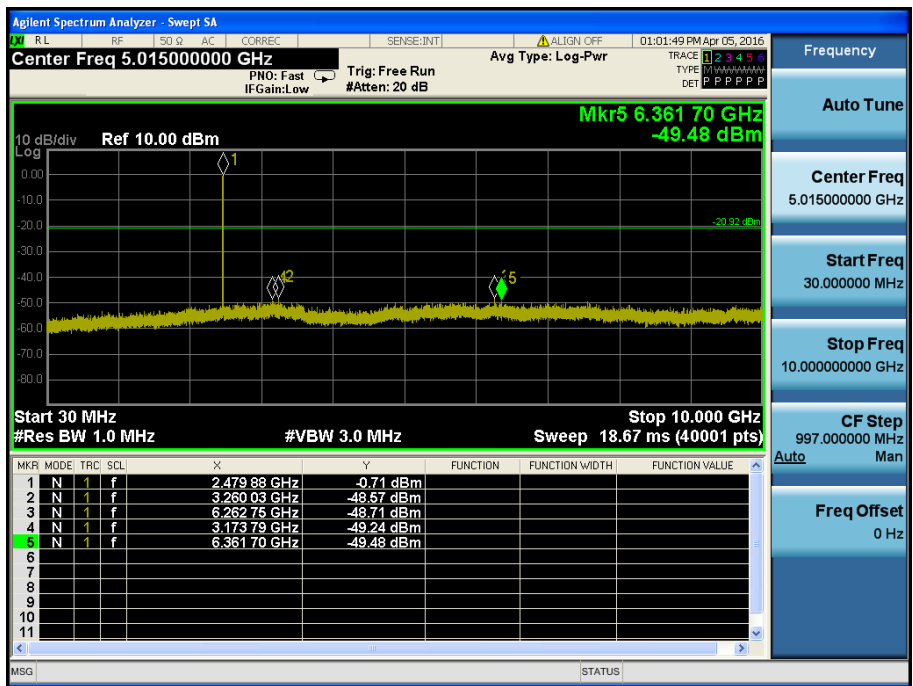 Agilent Spectrum Analyzer - Swept SA
LXI RL RF 50 Ω AC CORREC SENSE:INT ALIGN OFF 01:01:49 PM Apr 05, 2016
Center Freq 5.015000000 GHz
PNO: Fast
IFGain:Low
Trig: Free Run
#Atten: 20 dB
Avg Type: Log-Pwr
TRACE 1 2 3 4 5 6
TYPE M W W W W W
DET P P P P P P
Mkr5 6.361 70 GHz
-49.48 dBm
10 dB/div Ref 10.00 dBm
Log
1
0.00
-10.0
-20.0
-20.92 dBm
-30.0
-40.0
2
5
-50.0
-60.0
-70.0
-80.0
Start 30 MHz Stop 10.000 GHz
#Res BW 1.0 MHz #VBW 3.0 MHz Sweep 18.67 ms (40001 pts)
MKR MODE TRC SCL X Y FUNCTION FUNCTION WIDTH FUNCTION VALUE
1 N 1 f 2.479 88 GHz -0.71 dBm
2 N 1 f 3.260 03 GHz -48.57 dBm
3 N 1 f 6.262 75 GHz -48.71 dBm
4 N 1 f 3.173 79 GHz -49.24 dBm
5 N 1 f 6.361 70 GHz -49.48 dBm
6
7
8
9
10
11
MSG STATUS
Frequency
Auto Tune
Center Freq
5.015000000 GHz
Start Freq
30.000000 MHz
Stop Freq
10.000000000 GHz
CF Step
997.000000 MHz
Auto Man
Freq Offset
0 Hz